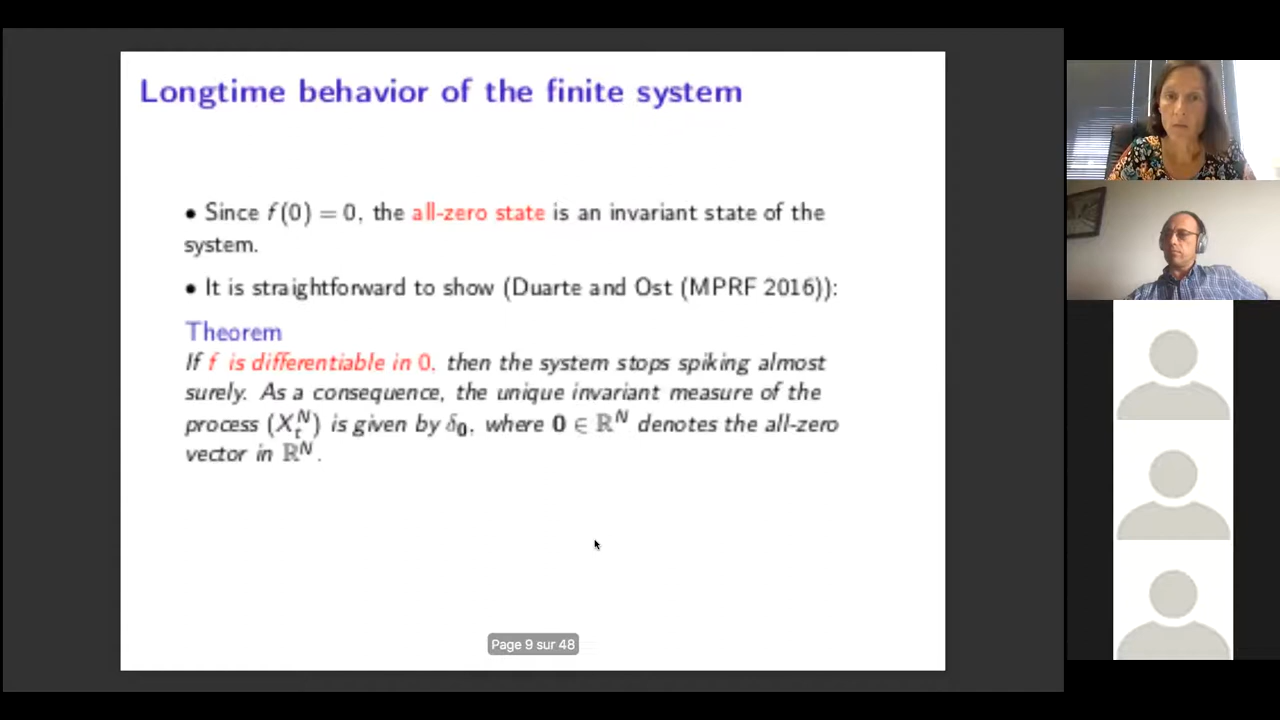 Longtime behavior of the finite system
• Since f(0) = 0, the all-zero state is an invariant state of the
system.
• It is straightforward to show (Duarte and Ost (MPRF 2016)):
Theorem
If f is differentiable in 0, then the system stops spiking almost
surely. As a consequence, the unique invariant measure of the
process (X_t^N) is given by δ_𝟎, where 𝟎 ∈ ℝ^N denotes the all-zero
vector in ℝ^N.
Page 9 sur 48